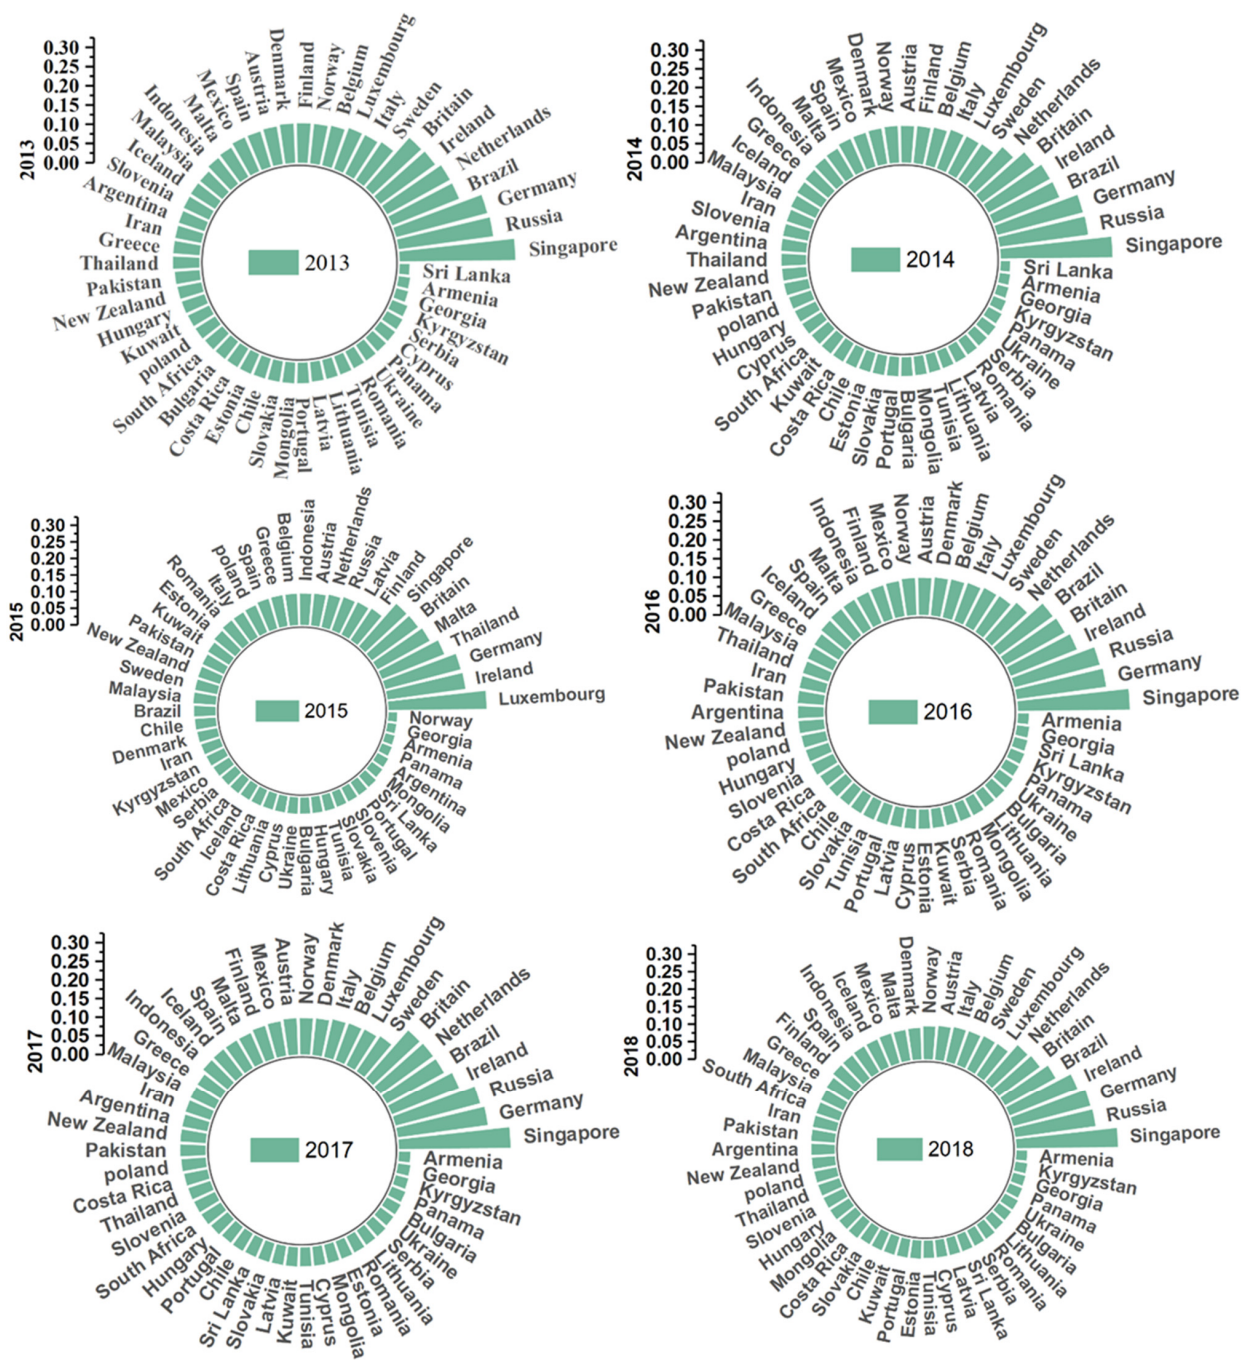 0.30
0.25
0.20
0.15
0.10
0.05
0.00
2013
2013
Singapore
Russia
Germany
Brazil
Netherlands
Ireland
Britain
Sweden
Italy
Luxembourg
Belgium
Norway
Finland
Denmark
Austria
Spain
Mexico
Malta
Indonesia
Malaysia
Iceland
Slovenia
Argentina
Iran
Greece
Thailand
Pakistan
New Zealand
Hungary
Kuwait
poland
South Africa
Bulgaria
Costa Rica
Estonia
Chile
Slovakia
Mongolia
Portugal
Latvia
Lithuania
Tunisia
Romania
Ukraine
Panama
Cyprus
Serbia
Kyrgyzstan
Georgia
Armenia
Sri Lanka
0.30
0.25
0.20
0.15
0.10
0.05
0.00
2014
2014
Singapore
Russia
Germany
Brazil
Ireland
Britain
Netherlands
Sweden
Luxembourg
Italy
Belgium
Finland
Austria
Norway
Denmark
Mexico
Spain
Malta
Indonesia
Greece
Iceland
Malaysia
Iran
Slovenia
Argentina
Thailand
New Zealand
Pakistan
poland
Hungary
Cyprus
South Africa
Kuwait
Costa Rica
Chile
Estonia
Slovakia
Portugal
Bulgaria
Mongolia
Tunisia
Lithuania
Latvia
Romania
Serbia
Ukraine
Panama
Kyrgyzstan
Georgia
Armenia
Sri Lanka
0.30
0.25
0.20
0.15
0.10
0.05
0.00
2015
2015
Luxembourg
Ireland
Germany
Thailand
Malta
Britain
Singapore
Finland
Latvia
Russia
Netherlands
Austria
Indonesia
Belgium
Greece
Spain
poland
Italy
Romania
Estonia
Kuwait
Pakistan
New Zealand
Sweden
Malaysia
Brazil
Chile
Denmark
Iran
Kyrgyzstan
Mexico
Serbia
South Africa
Iceland
Costa Rica
Lithuania
Cyprus
Ukraine
Bulgaria
Hungary
Tunisia
Slovakia
Slovenia
Portugal
Sri Lanka
Mongolia
Argentina
Panama
Armenia
Georgia
Norway
0.30
0.25
0.20
0.15
0.10
0.05
0.00
2016
2016
Singapore
Germany
Russia
Ireland
Britain
Brazil
Netherlands
Sweden
Luxembourg
Italy
Belgium
Denmark
Austria
Norway
Mexico
Finland
Indonesia
Malta
Spain
Iceland
Greece
Malaysia
Thailand
Iran
Pakistan
Argentina
New Zealand
poland
Hungary
Slovenia
Costa Rica
South Africa
Chile
Slovakia
Tunisia
Portugal
Latvia
Cyprus
Estonia
Kuwait
Serbia
Romania
Mongolia
Lithuania
Bulgaria
Ukraine
Panama
Kyrgyzstan
Sri Lanka
Georgia
Armenia
0.30
0.25
0.20
0.15
0.10
0.05
0.00
2017
2017
Singapore
Germany
Russia
Ireland
Brazil
Netherlands
Britain
Sweden
Luxembourg
Belgium
Italy
Denmark
Norway
Austria
Mexico
Finland
Malta
Spain
Iceland
Indonesia
Greece
Malaysia
Iran
Argentina
New Zealand
Pakistan
poland
Costa Rica
Thailand
Slovenia
South Africa
Hungary
Portugal
Chile
Sri Lanka
Slovakia
Latvia
Kuwait
Tunisia
Cyprus
Mongolia
Estonia
Romania
Lithuania
Serbia
Ukraine
Bulgaria
Panama
Kyrgyzstan
Georgia
Armenia
0.30
0.25
0.20
0.15
0.10
0.05
0.00
2018
2018
Singapore
Russia
Germany
Ireland
Brazil
Britain
Netherlands
Luxembourg
Sweden
Belgium
Italy
Austria
Norway
Denmark
Malta
Mexico
Iceland
Indonesia
Spain
Finland
Greece
Malaysia
South Africa
Iran
Pakistan
Argentina
New Zealand
poland
Thailand
Slovenia
Hungary
Mongolia
Costa Rica
Slovakia
Chile
Kuwait
Portugal
Estonia
Tunisia
Cyprus
Latvia
Sri Lanka
Serbia
Romania
Lithuania
Bulgaria
Ukraine
Panama
Georgia
Kyrgyzstan
Armenia